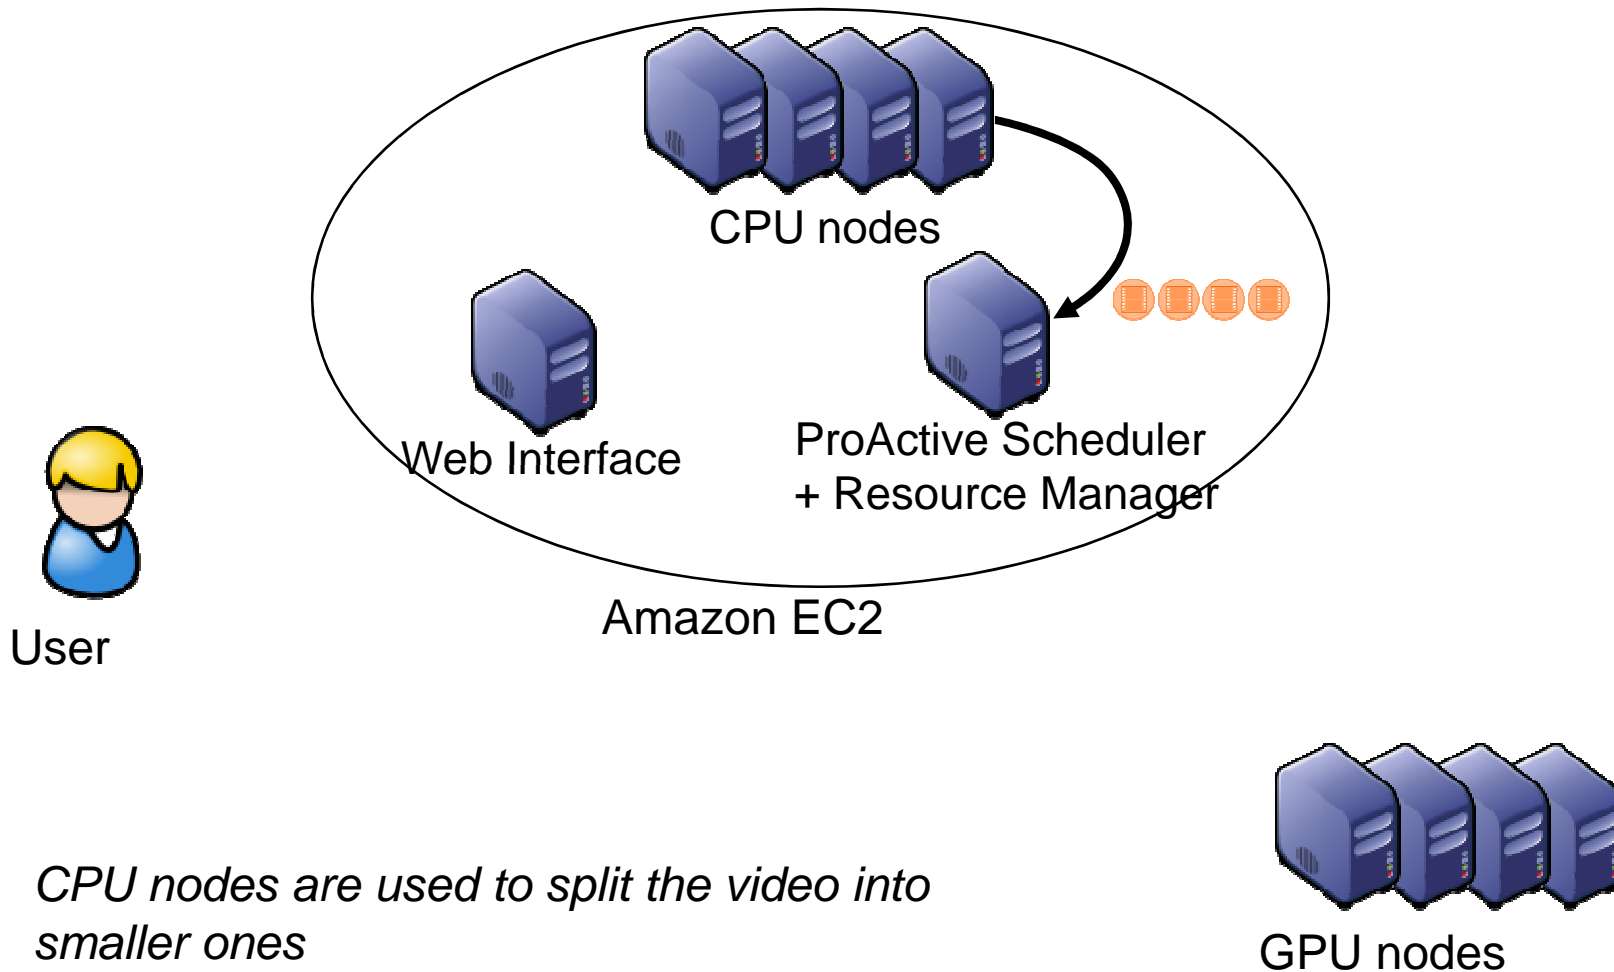 CPU nodes
Web Interface
ProActive Scheduler
+ Resource Manager
Amazon EC2
User
CPU nodes are used to split the video into
smaller ones
GPU nodes